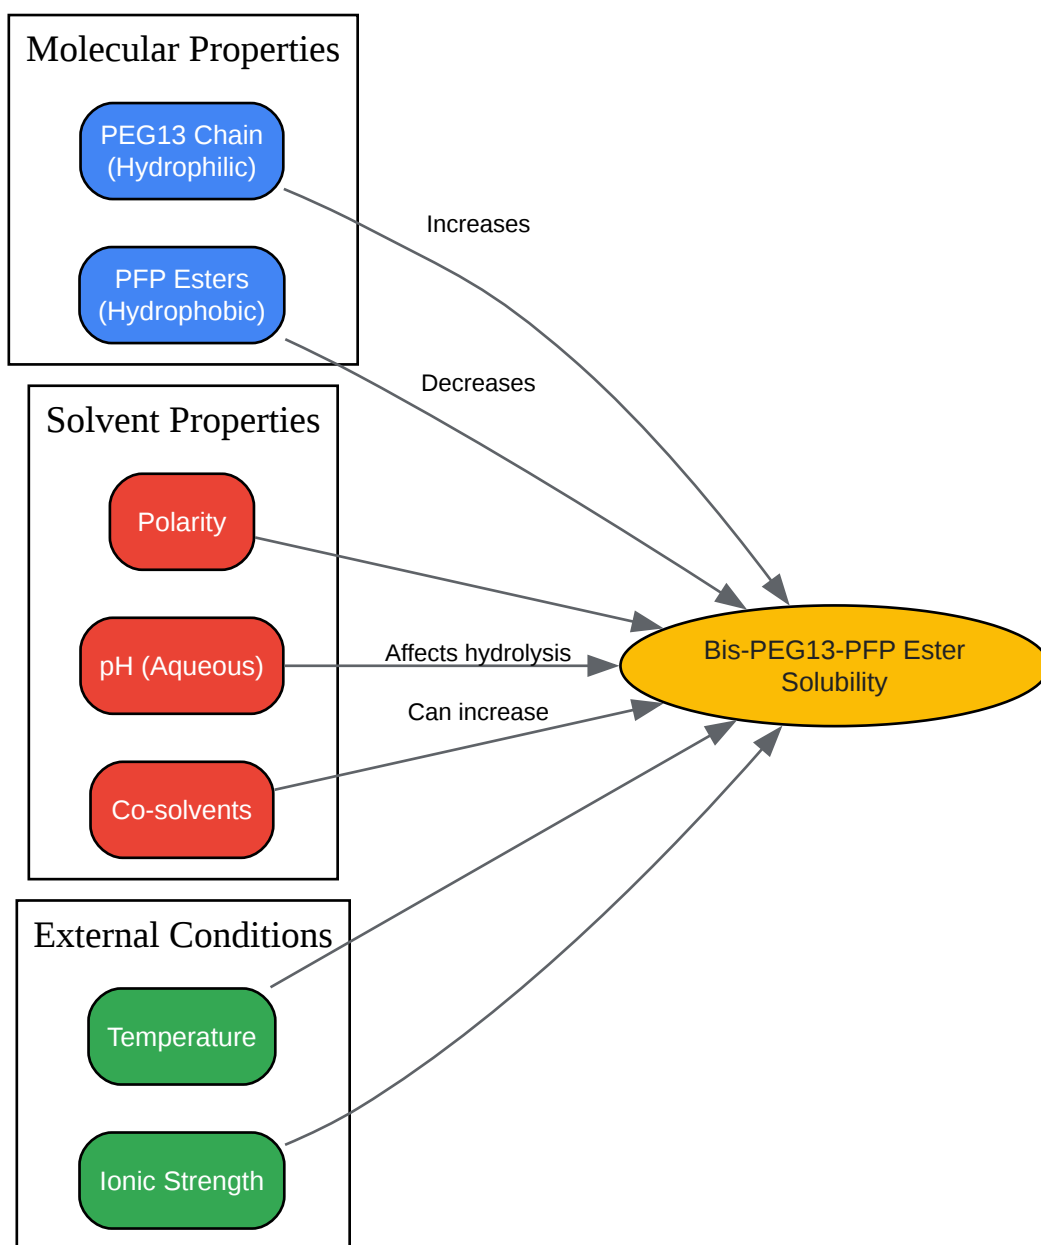 Molecular Properties
PEG13 Chain
(Hydrophilic)
Increases
PFP Esters
(Hydrophobic)
Decreases
Solvent Properties
Polarity
pH (Aqueous)
Affects hydrolysis
Bis-PEG13-PFP Ester
Solubility
Can increase
Co-solvents
External Conditions
Temperature
Ionic Strength